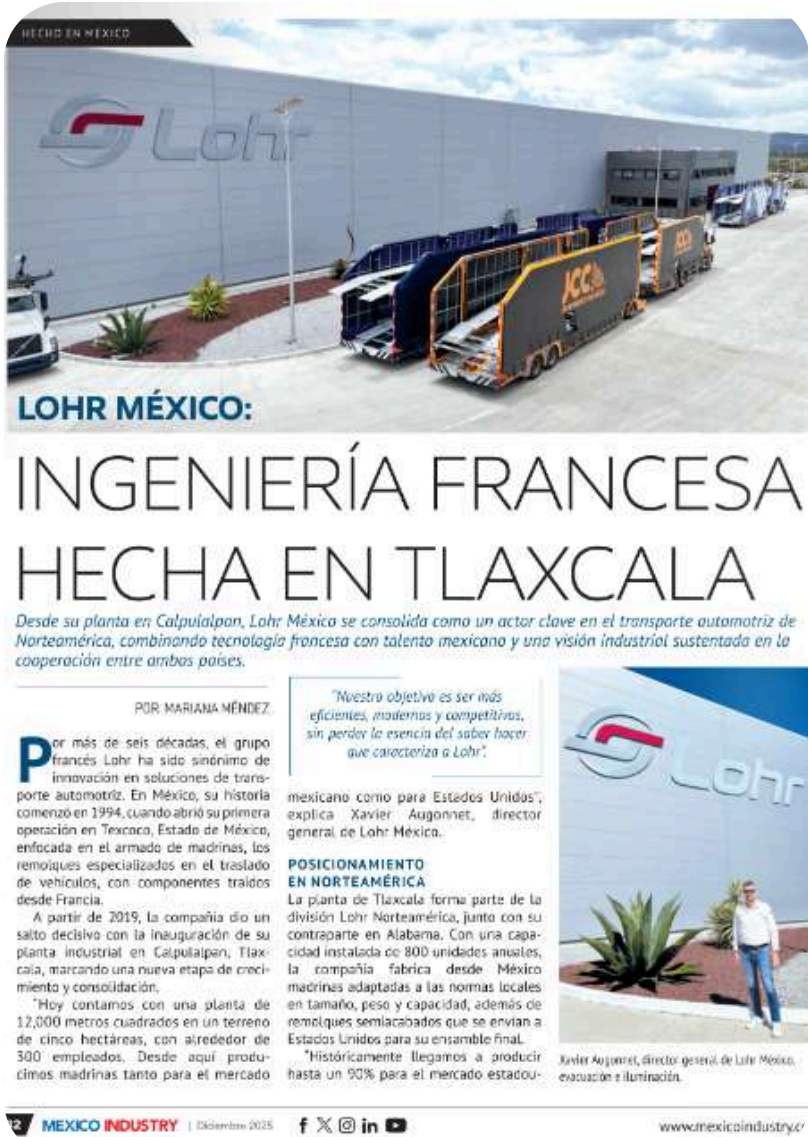 HECHO EN MÉXICO
Lohr
JCC
JCC
LOHR MÉXICO:
INGENIERÍA FRANCESA
HECHA EN TLAXCALA
Desde su planta en Calpulalpan, Lohr México se consolida como un actor clave en el transporte automotriz de
Norteamérica, combinando tecnología francesa con talento mexicano y una visión industrial sustentada en la
cooperación entre ambos países.
POR MARIANA MÉNDEZ
Por más de seis décadas, el grupo
francés Lohr ha sido sinónimo de
innovación en soluciones de trans-
porte automotriz. En México, su historia
comenzó en 1994, cuando abrió su primera
operación en Texcoco, Estado de México,
enfocada en el armado de madrinas, los
remolques especializados en el traslado
de vehículos, con componentes traídos
desde Francia.
A partir de 2019, la compañía dio un
salto decisivo con la inauguración de su
planta industrial en Calpulalpan, Tlax-
cala, marcando una nueva etapa de creci-
miento y consolidación.
"Hoy contamos con una planta de
12,000 metros cuadrados en un terreno
de cinco hectáreas, con alrededor de
300 empleados. Desde aquí produ-
cimos madrinas tanto para el mercado
"Nuestro objetivo es ser más
eficientes, modernos y competitivos,
sin perder la esencia del saber hacer
que caracteriza a Lohr".
mexicano como para Estados Unidos",
explica Xavier Augonnet, director
general de Lohr México.
POSICIONAMIENTO
EN NORTEAMÉRICA
La planta de Tlaxcala forma parte de la
división Lohr Norteamérica, junto con su
contraparte en Alabama. Con una capa-
cidad instalada de 800 unidades anuales,
la compañía fabrica desde México
madrinas adaptadas a las normas locales
en tamaño, peso y capacidad, además de
remolques semiacabados que se envían a
Estados Unidos para su ensamble final.
"Históricamente llegamos a producir
hasta un 90% para el mercado estadou-
Lohr
Xavier Augonnet, director general de Lohr México.
evacuación e iluminación.
MEXICO INDUSTRY | Diciembre 2025
www.mexicoindustry.c